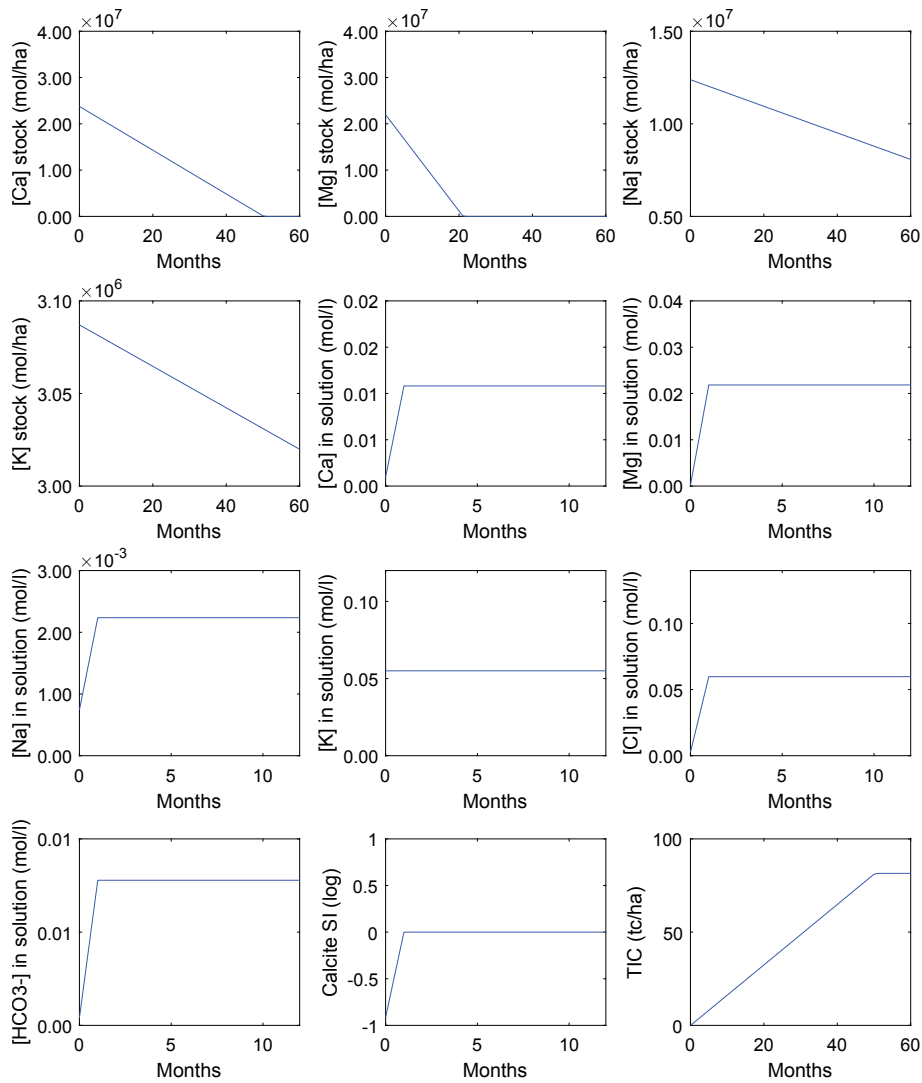 ×10⁷
[Ca] stock (mol/ha)
4.00
3.00
2.00
1.00
0.00
0 20 40 60
Months
×10⁷
[Mg] stock (mol/ha)
4.00
3.00
2.00
1.00
0.00
0 20 40 60
Months
×10⁷
[Na] stock (mol/ha)
1.50
1.00
0.50
0 20 40 60
Months
×10⁶
[K] stock (mol/ha)
3.10
3.05
3.00
0 20 40 60
Months
[Ca] in solution (mol/l)
0.02
0.02
0.01
0.01
0.00
0 5 10
Months
[Mg] in solution (mol/l)
0.04
0.03
0.02
0.01
0.00
0 5 10
Months
×10⁻³
[Na] in solution (mol/l)
3.00
2.00
1.00
0.00
0 5 10
Months
[K] in solution (mol/l)
0.10
0.05
0.00
0 5 10
Months
[Cl] in solution (mol/l)
0.10
0.05
0.00
0 5 10
Months
[HCO3-] in solution (mol/l)
0.01
0.01
0.00
0 5 10
Months
Calcite SI (log)
1
0.5
0
-0.5
-1
0 5 10
Months
TIC (tc/ha)
100
50
0
0 20 40 60
Months